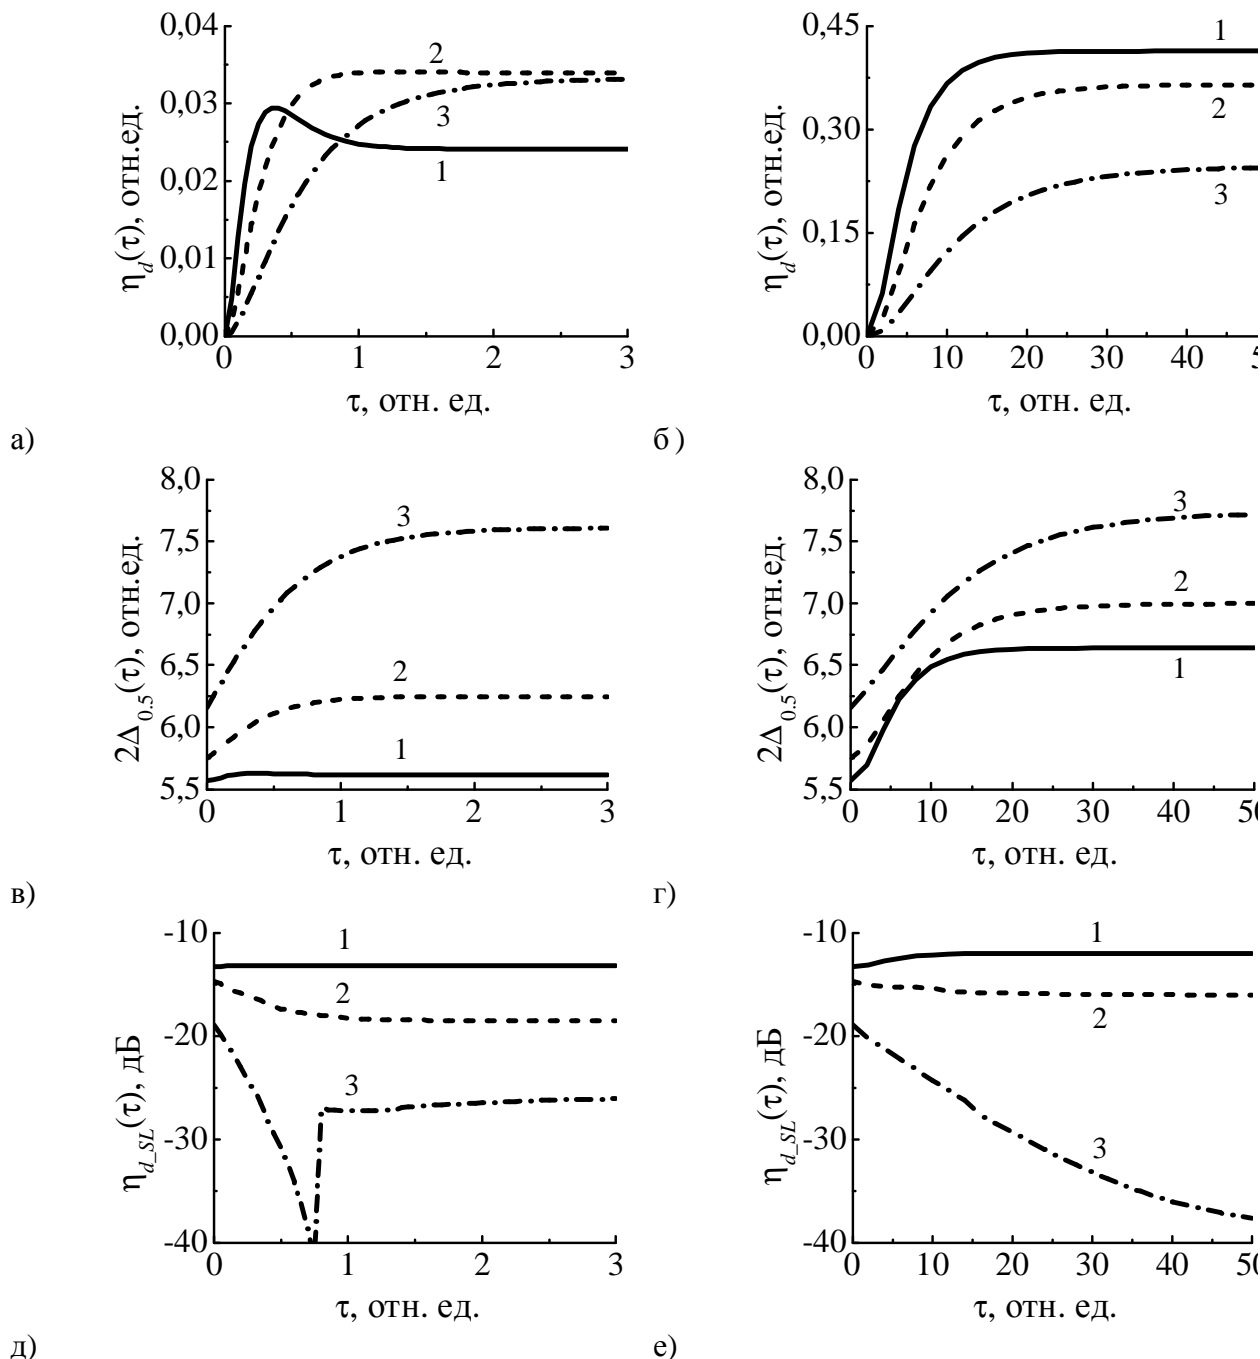 0,04
0,03
0,02
0,01
0,00
η_d(τ), отн.ед.
2
3
1
0 1 2 3
τ, отн. ед.
а)
0,45
0,30
0,15
0,00
η_d(τ), отн.ед.
1
2
3
0 10 20 30 40
τ, отн. ед.
б)
8,0
7,5
7,0
6,5
6,0
5,5
2Δ_0.5(τ), отн.ед.
3
2
1
0 1 2 3
τ, отн. ед.
в)
8,0
7,5
7,0
6,5
6,0
5,5
2Δ_0.5(τ), отн.ед.
3
2
1
0 10 20 30 40
τ, отн. ед.
г)
-10
-20
-30
-40
η_d_SL(τ), дБ
1
2
3
0 1 2 3
τ, отн. ед.
д)
-10
-20
-30
-40
η_d_SL(τ), дБ
1
2
3
0 10 20 30 40
τ, отн. ед.
е)